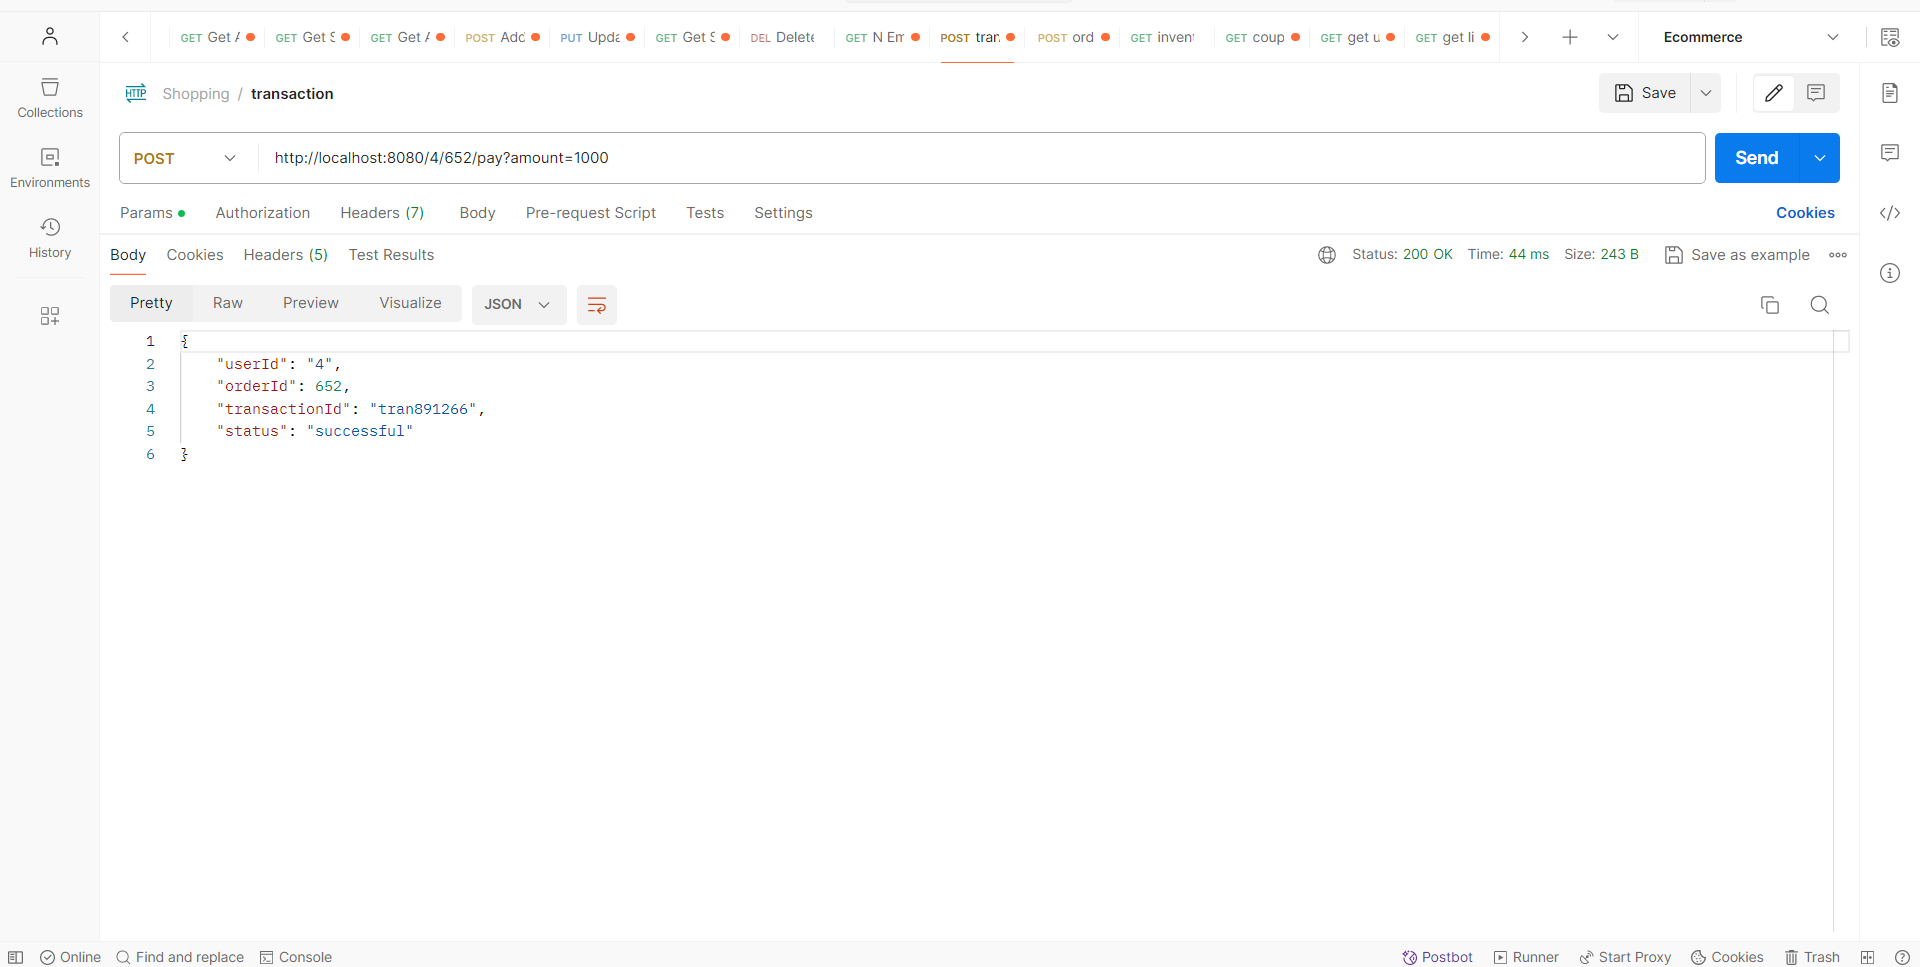 GET Get A GET Get S GET Get A POST Add PUT Upda GET Get S DEL Delete GET N Em POST tran POST ord GET invent GET coup GET get u GET get li Ecommerce
Collections
Environments
History
HTTP Shopping / transaction Save
POST http://localhost:8080/4/652/pay?amount=1000 Send
Params Authorization Headers (7) Body Pre-request Script Tests Settings Cookies
Body Cookies Headers (5) Test Results Status: 200 OK Time: 44 ms Size: 243 B Save as example
Pretty Raw Preview Visualize JSON
1 {
2 "userId": "4",
3 "orderId": 652,
4 "transactionId": "tran891266",
5 "status": "successful"
6 }
Online Find and replace Console Postbot Runner Start Proxy Cookies Trash